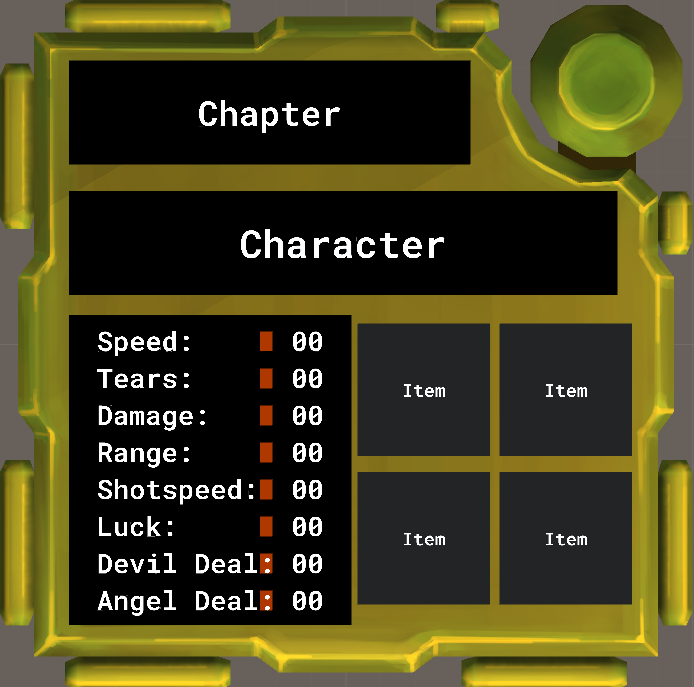 Chapter
Character
Speed: 00
Tears: 00
Damage: 00
Range: 00
Shotspeed: 00
Luck: 00
Devil Deal: 00
Angel Deal: 00
Item Item
Item Item